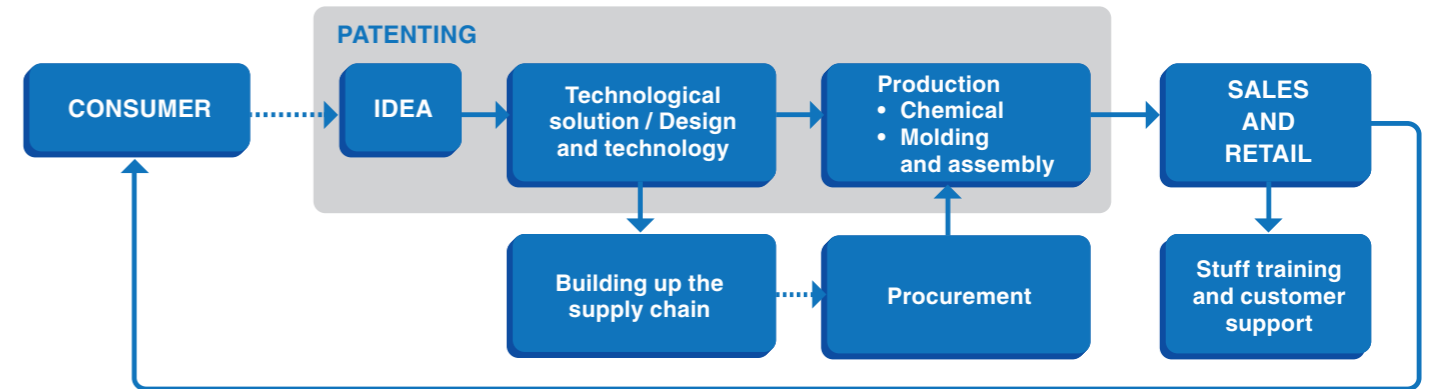 PATENTING
CONSUMER
IDEA
Technological
solution / Design
and technology
Production
• Chemical
• Molding
and assembly
SALES
AND
RETAIL
Building up the
supply chain
Procurement
Stuff training
and customer
support